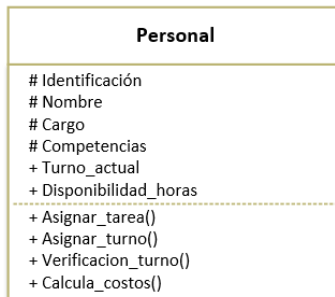 Personal
# Identificación
# Nombre
# Cargo
# Competencias
+ Turno_actual
+ Disponibilidad_horas
+ Asignar_tarea()
+ Asignar_turno()
+ Verificacion_turno()
+ Calcula_costos()